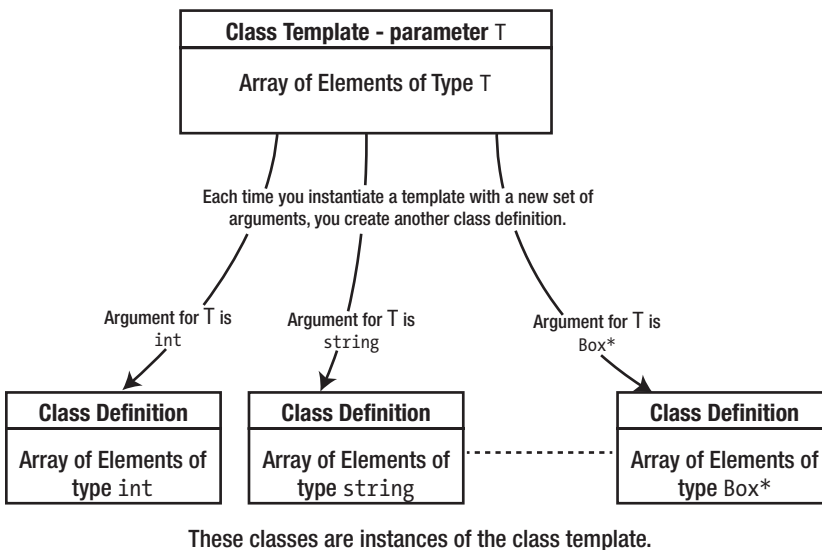 Class Template - parameter T
Array of Elements of Type T
Each time you instantiate a template with a new set of
arguments, you create another class definition.
Argument for T is
int
Argument for T is
string
Argument for T is
Box*
Class Definition
Array of Elements of
type int
Class Definition
Array of Elements of
type string
Class Definition
Array of Elements of
type Box*
These classes are instances of the class template.